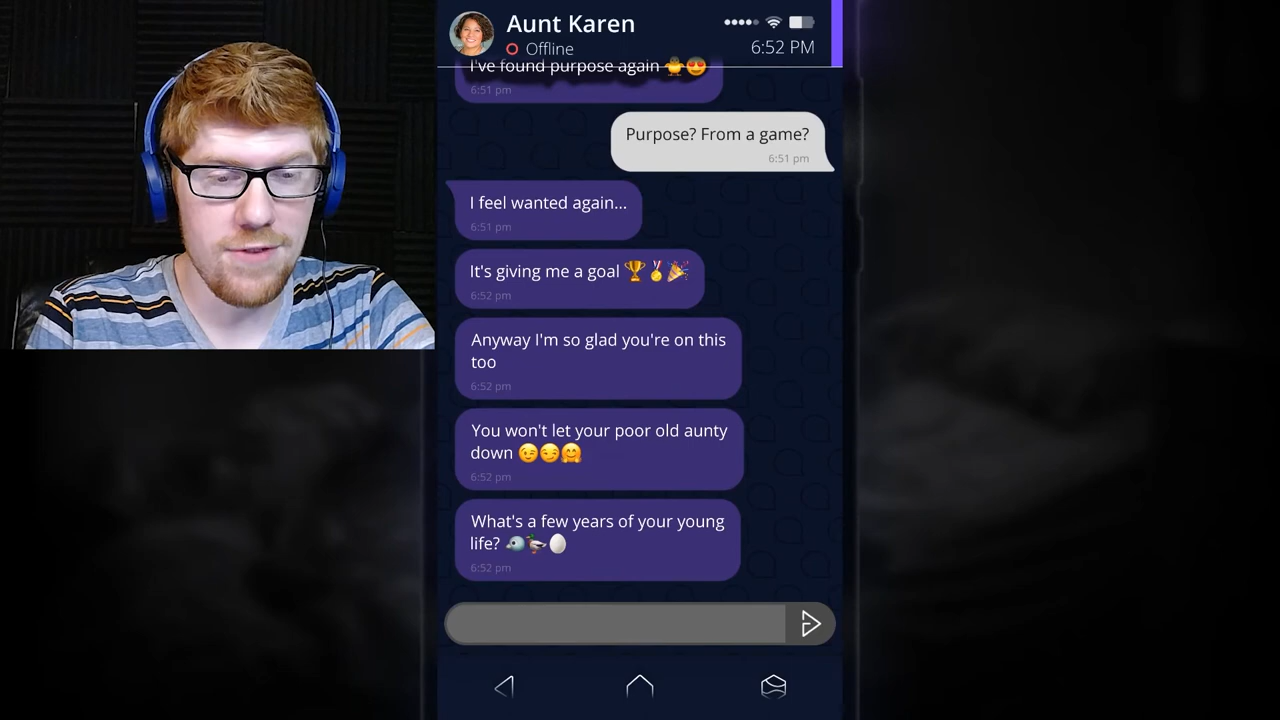 Aunt Karen
Offline
6:52 PM
I've found purpose again 🐥😍
6:51 pm
Purpose? From a game?
6:51 pm
I feel wanted again...
6:51 pm
It's giving me a goal 🏆🏅🎉
6:52 pm
Anyway I'm so glad you're on this
too
6:52 pm
You won't let your poor old aunty
down 😉😏🤗
6:52 pm
What's a few years of your young
life? 🐦🦆🥚
6:52 pm